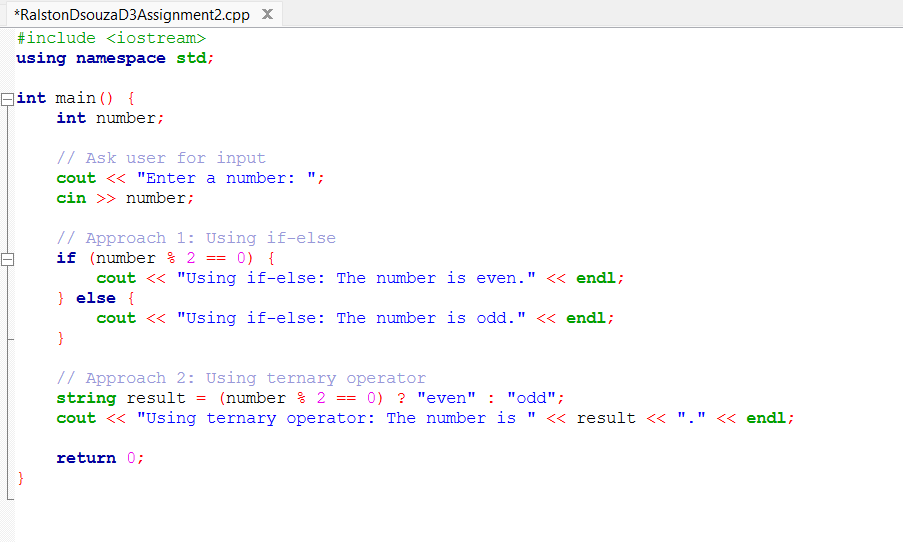 *RalstonDsouzaD3Assignment2.cpp X
#include <iostream>
using namespace std;
int main() {
int number;
// Ask user for input
cout << "Enter a number: ";
cin >> number;
// Approach 1: Using if-else
if (number % 2 == 0) {
cout << "Using if-else: The number is even." << endl;
} else {
cout << "Using if-else: The number is odd." << endl;
}
// Approach 2: Using ternary operator
string result = (number % 2 == 0) ? "even" : "odd";
cout << "Using ternary operator: The number is " << result << "." << endl;
return 0;
}